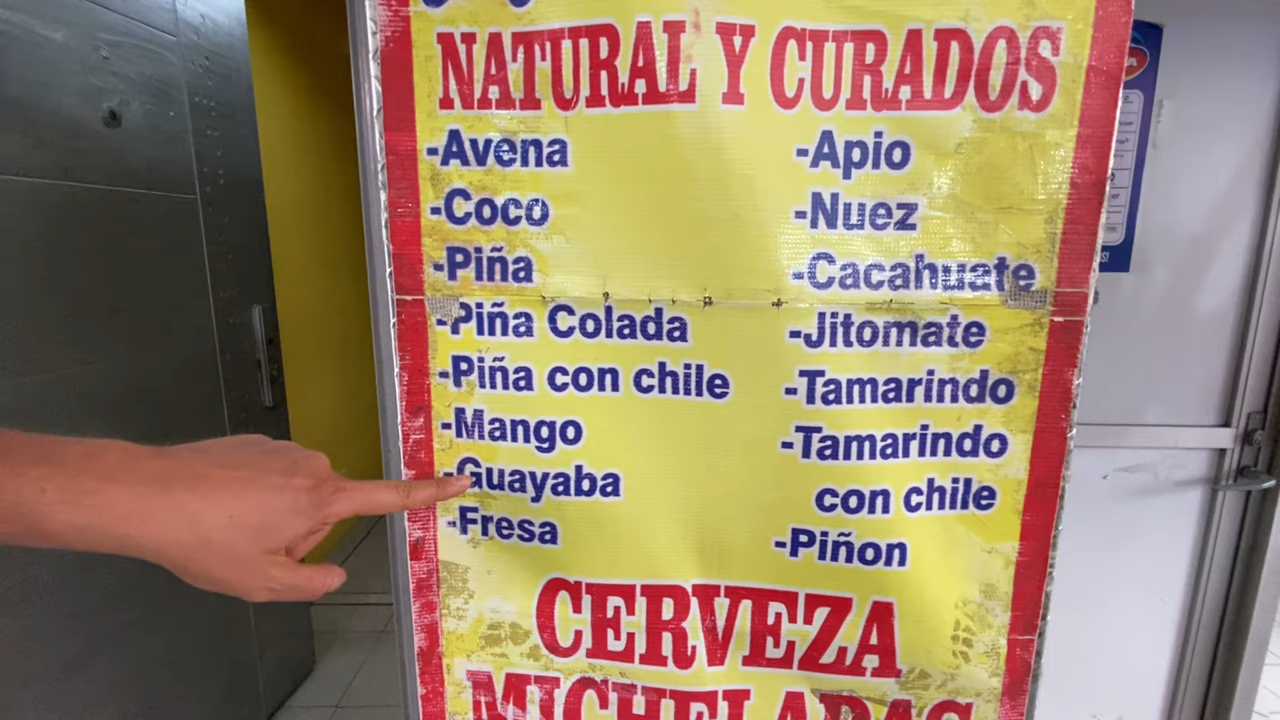 NATURAL Y CURADOS
-Avena
-Coco
-Piña
-Piña Colada
-Piña con chile
-Mango
-Guayaba
-Fresa
-Apio
-Nuez
-Cacahuate
-Jitomate
-Tamarindo
-Tamarindo
con chile
-Piñon
CERVEZA
MICHELADAS